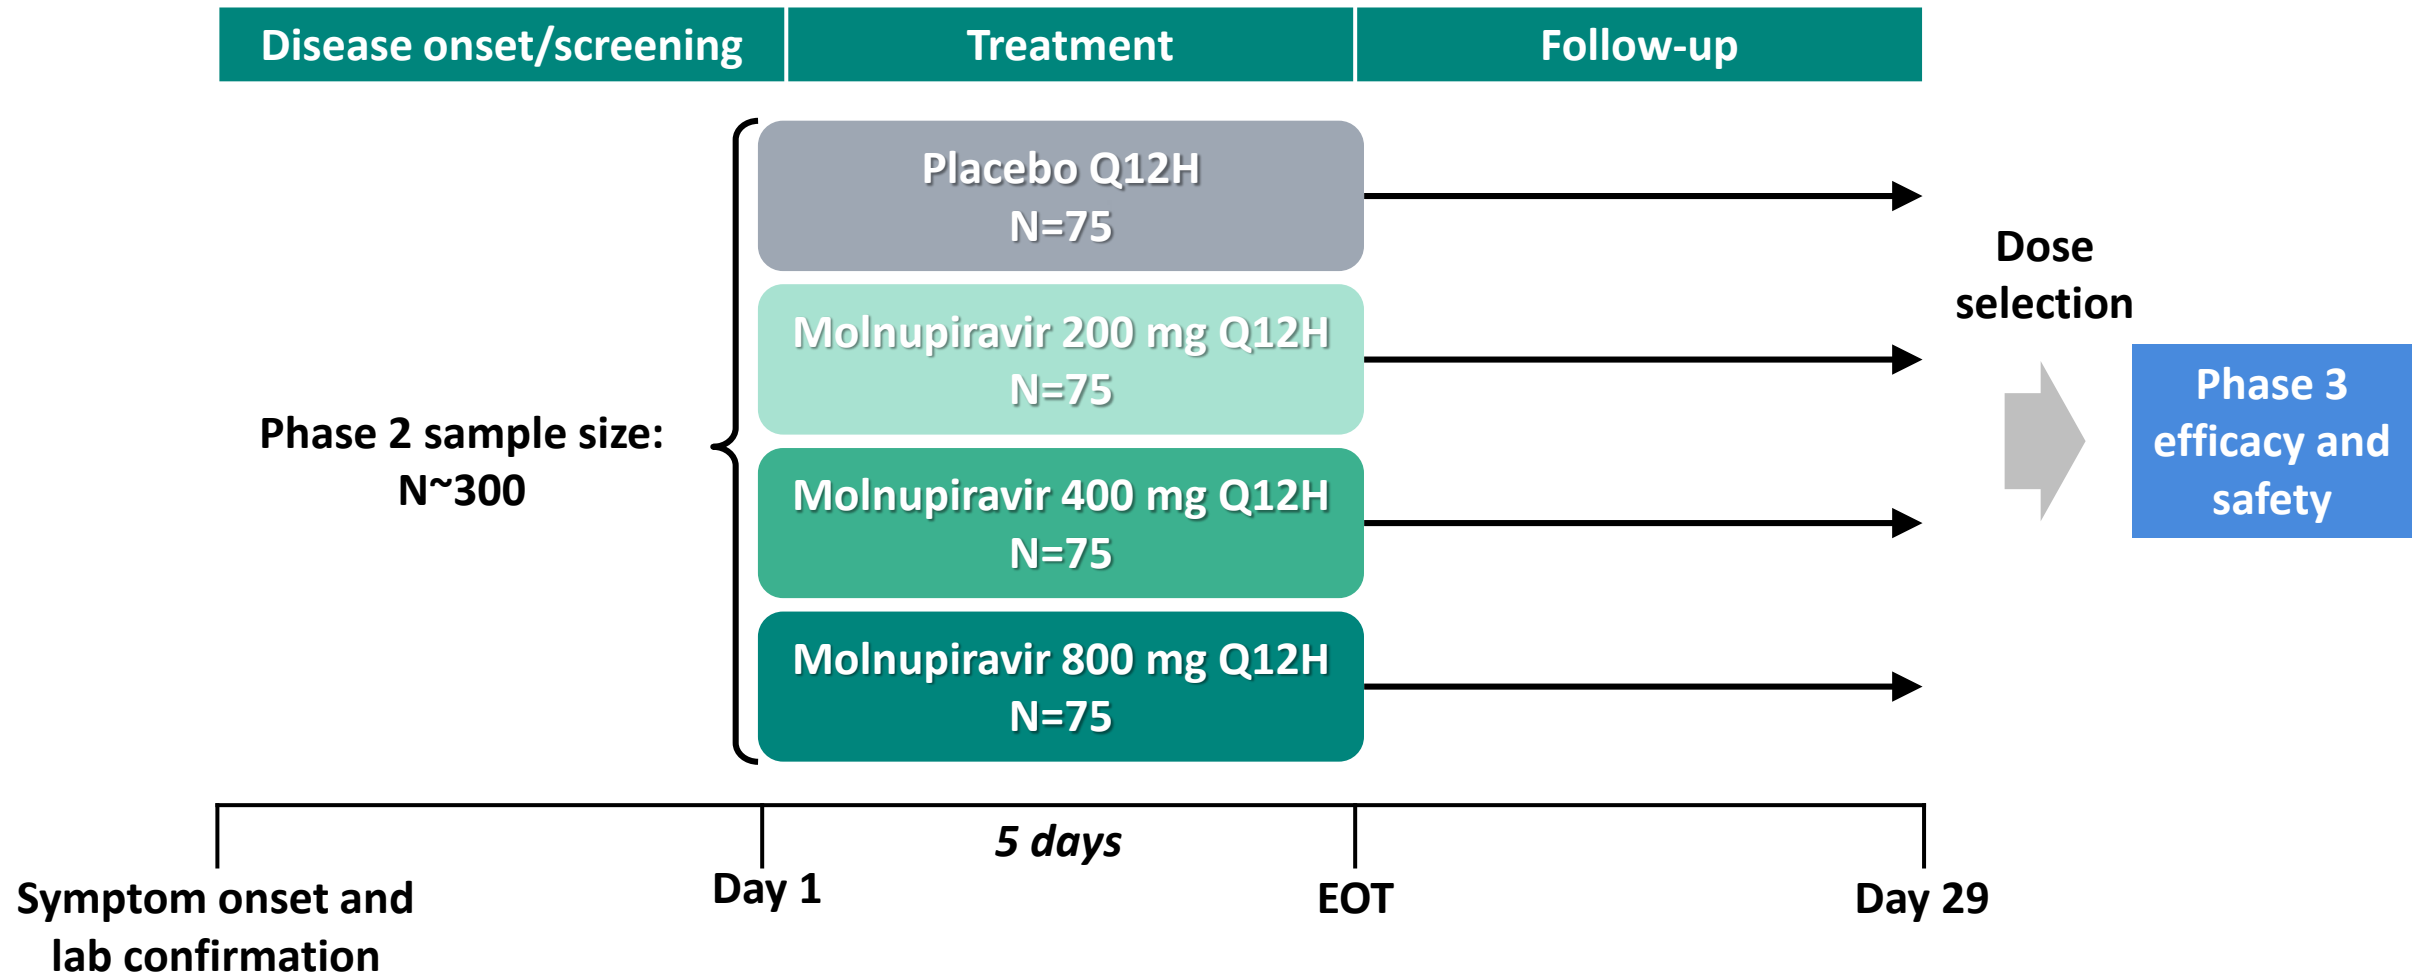 Disease onset/screening
Treatment
Follow-up
Placebo Q12H
N=75
Molnupiravir 200 mg Q12H
N=75
Molnupiravir 400 mg Q12H
N=75
Molnupiravir 800 mg Q12H
N=75
Phase 2 sample size:
N~300
Dose
selection
Phase 3
efficacy and
safety
5 days
Symptom onset and
lab confirmation
Day 1
EOT
Day 29